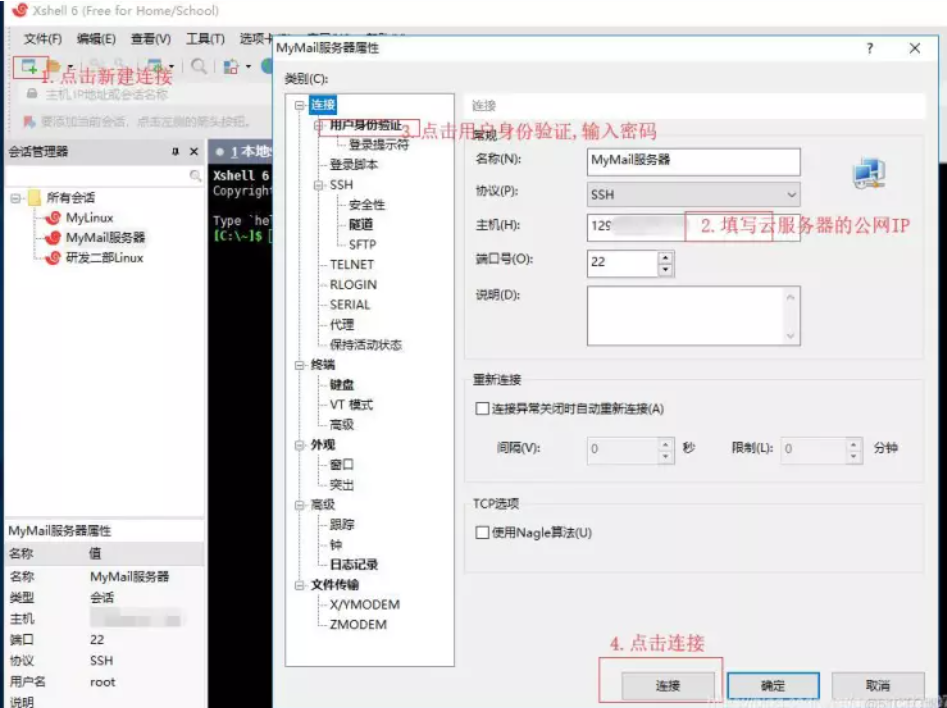 Xshell 6 (Free for Home/School)
文件(F) 编辑(E) 查看(V) 工具(T) 选项卡
1.点击新建连接
主机,IP地址或会话名称
要添加当前会话，点击左侧的箭头按钮。
会话管理器
所有会话
MyLinux
MyMail服务器
研发二部Linux
MyMail服务器属性
名称 值
名称 MyMail服务器
类型 会话
主机
端口 22
协议 SSH
用户名 root
说明
1 本地
Xshell 6
Copyright
Type `hel
[C:\~]$
MyMail服务器属性
类别(C):
连接
用户身份验证
登录提示符
登录脚本
SSH
安全性
隧道
SFTP
TELNET
RLOGIN
SERIAL
代理
保持活动状态
终端
键盘
VT 模式
高级
外观
窗口
突出
高级
跟踪
钟
日志记录
文件传输
X/YMODEM
ZMODEM
连接
3.点击用户身份验证,输入密码
常规
名称(N): MyMail服务器
协议(P): SSH
主机(H): 129
2.填写云服务器的公网IP
端口号(O): 22
说明(D):
重新连接
连接异常关闭时自动重新连接(A)
间隔(V): 0 秒 限制(L): 0 分钟
TCP选项
使用Nagle算法(U)
4.点击连接
连接 确定 取消